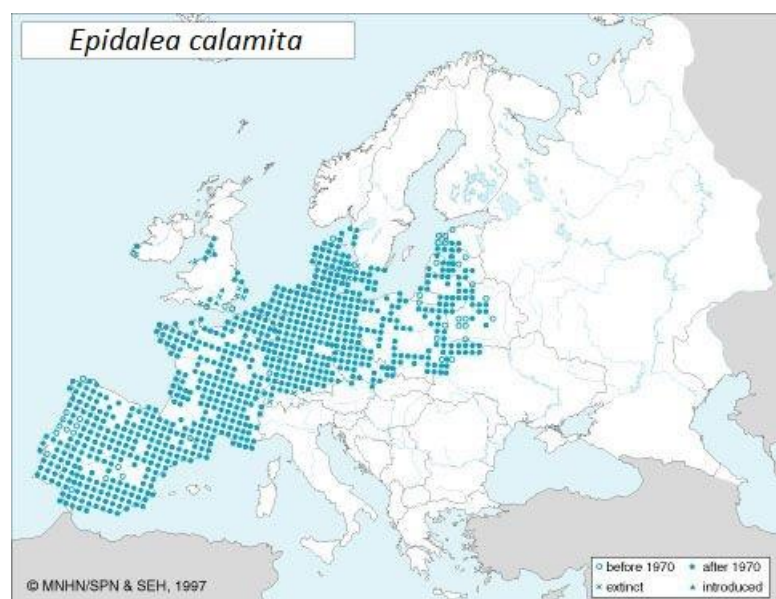 Epidalea calamita
before 1970 after 1970
extinct introduced
© MNHN/SPN & SEH, 1997